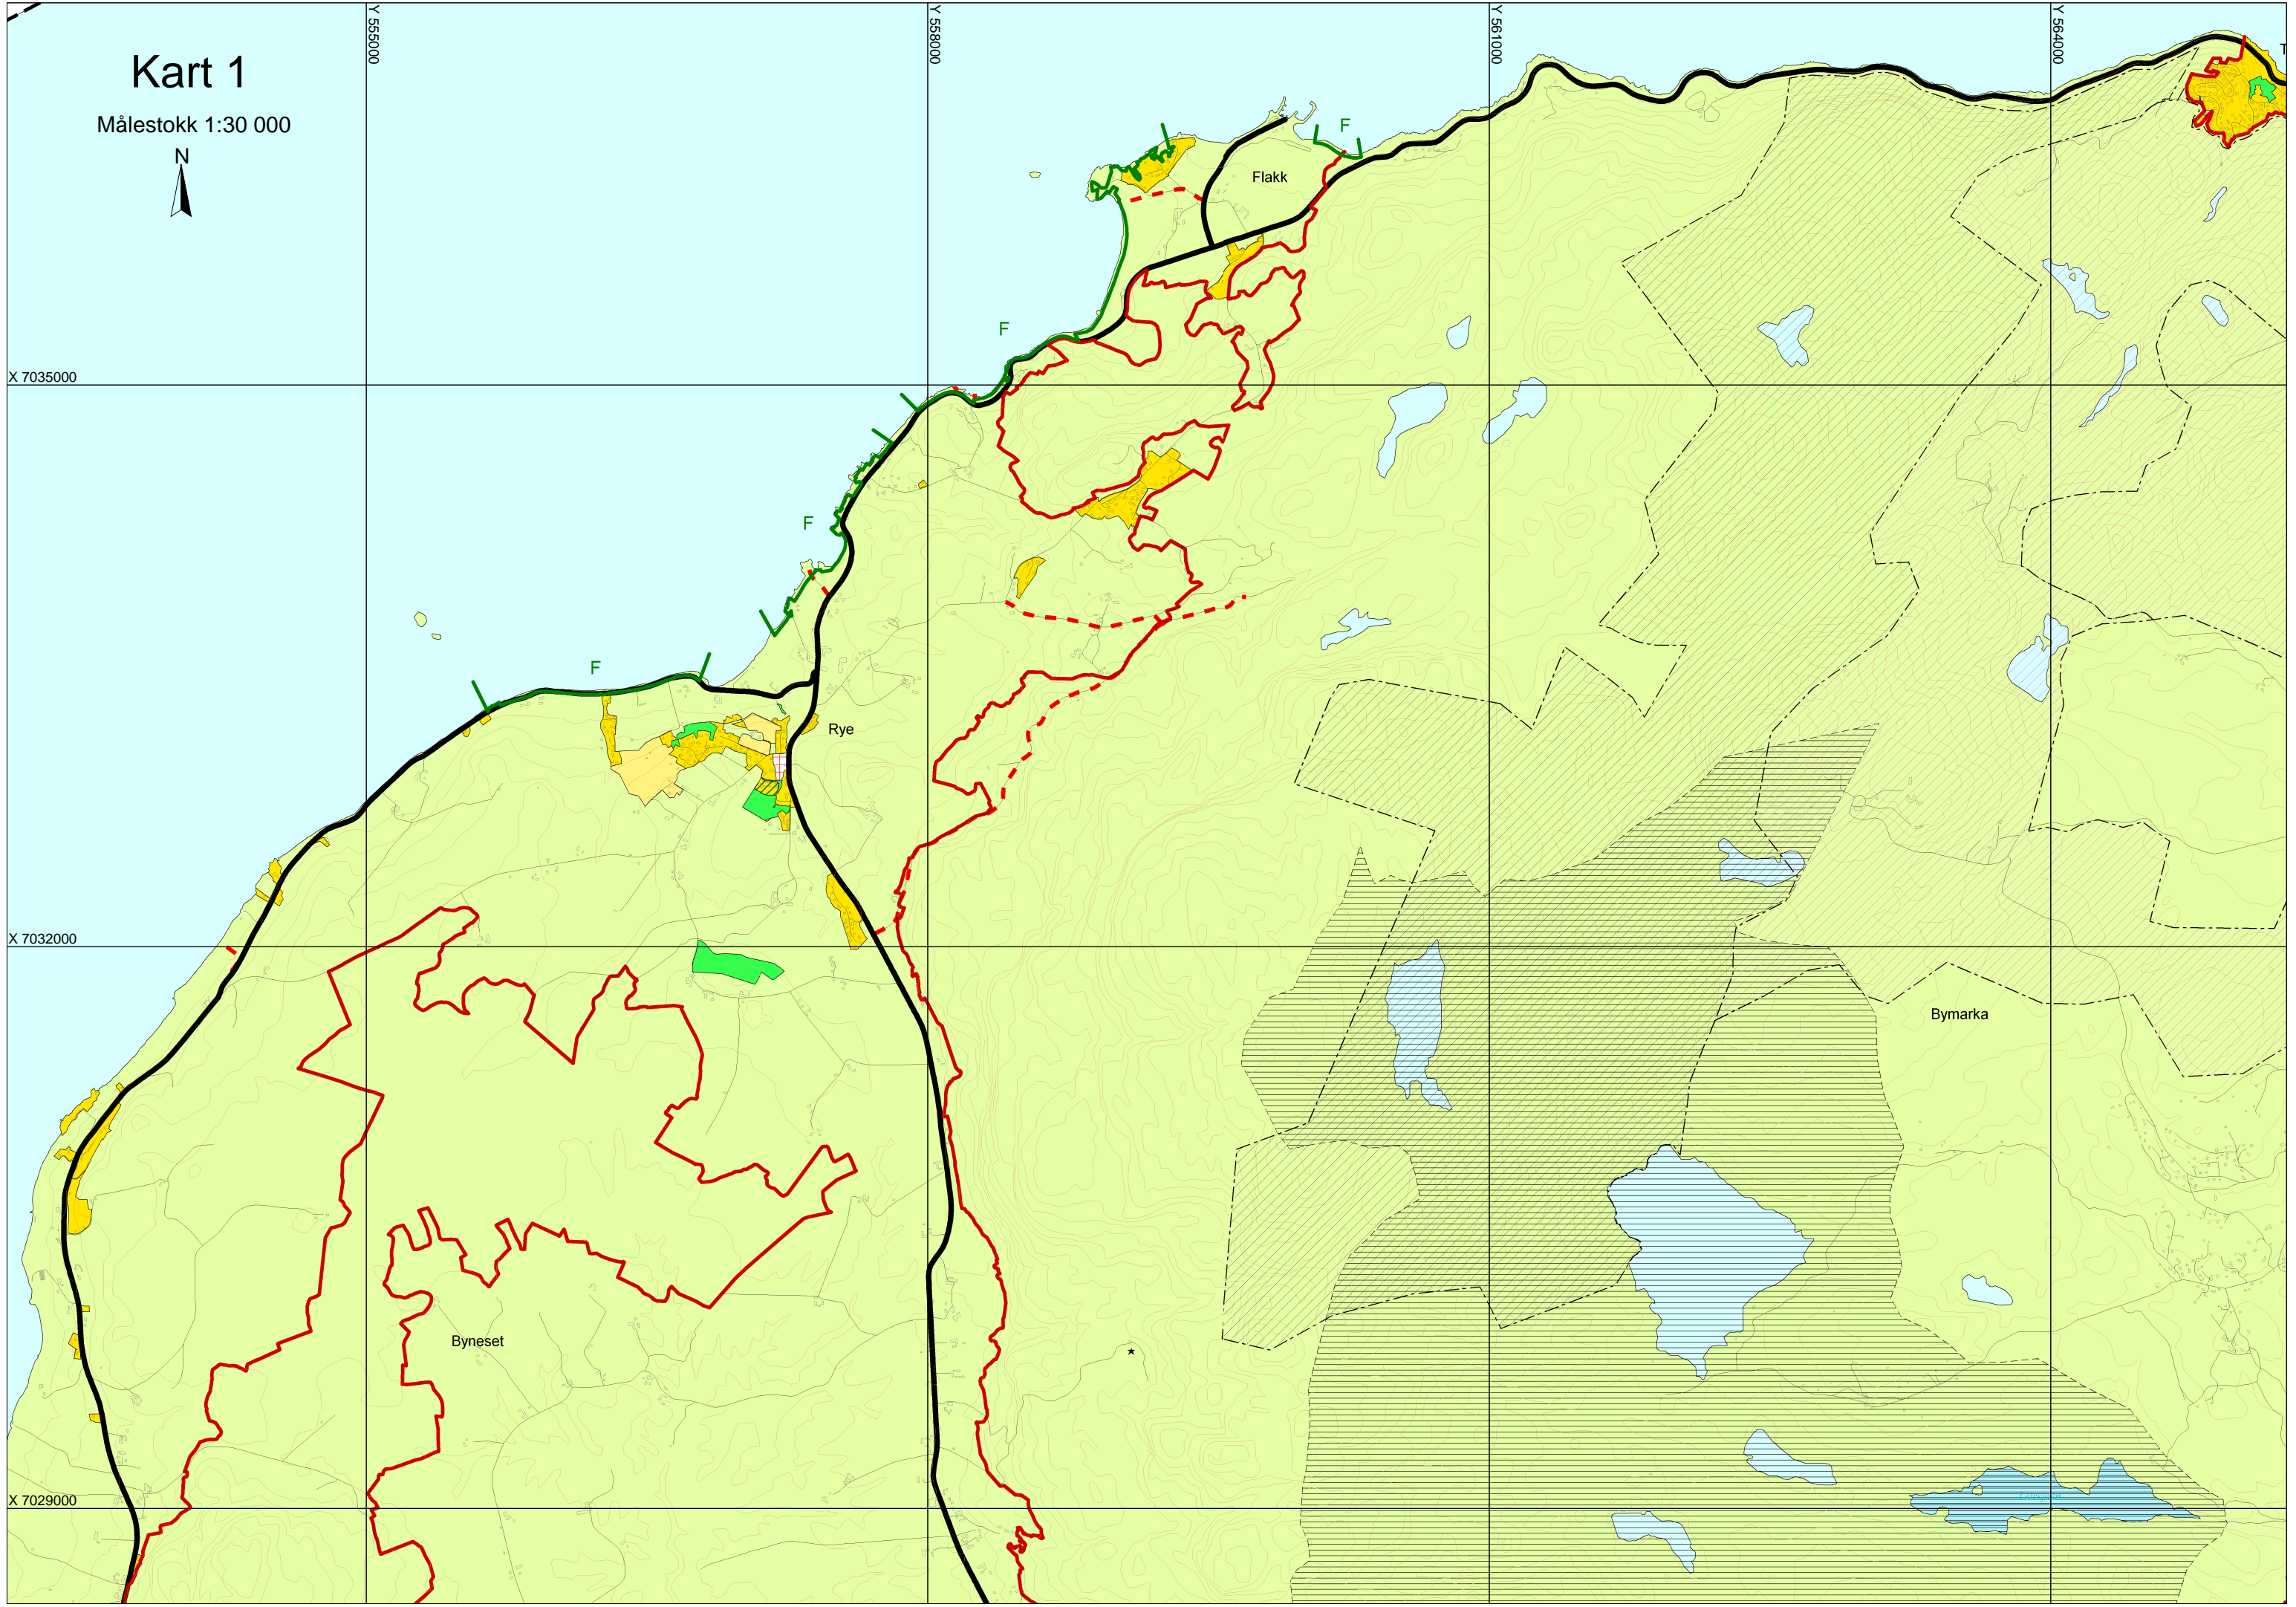 Y 555000
Y 558000
Y 561000
Y 564000
T
Kart 1
Målestokk 1:30 000
N
F
Flakk
F
X 7035000
F
F
Rye
X 7032000
Bymarka
Byneset
X 7029000